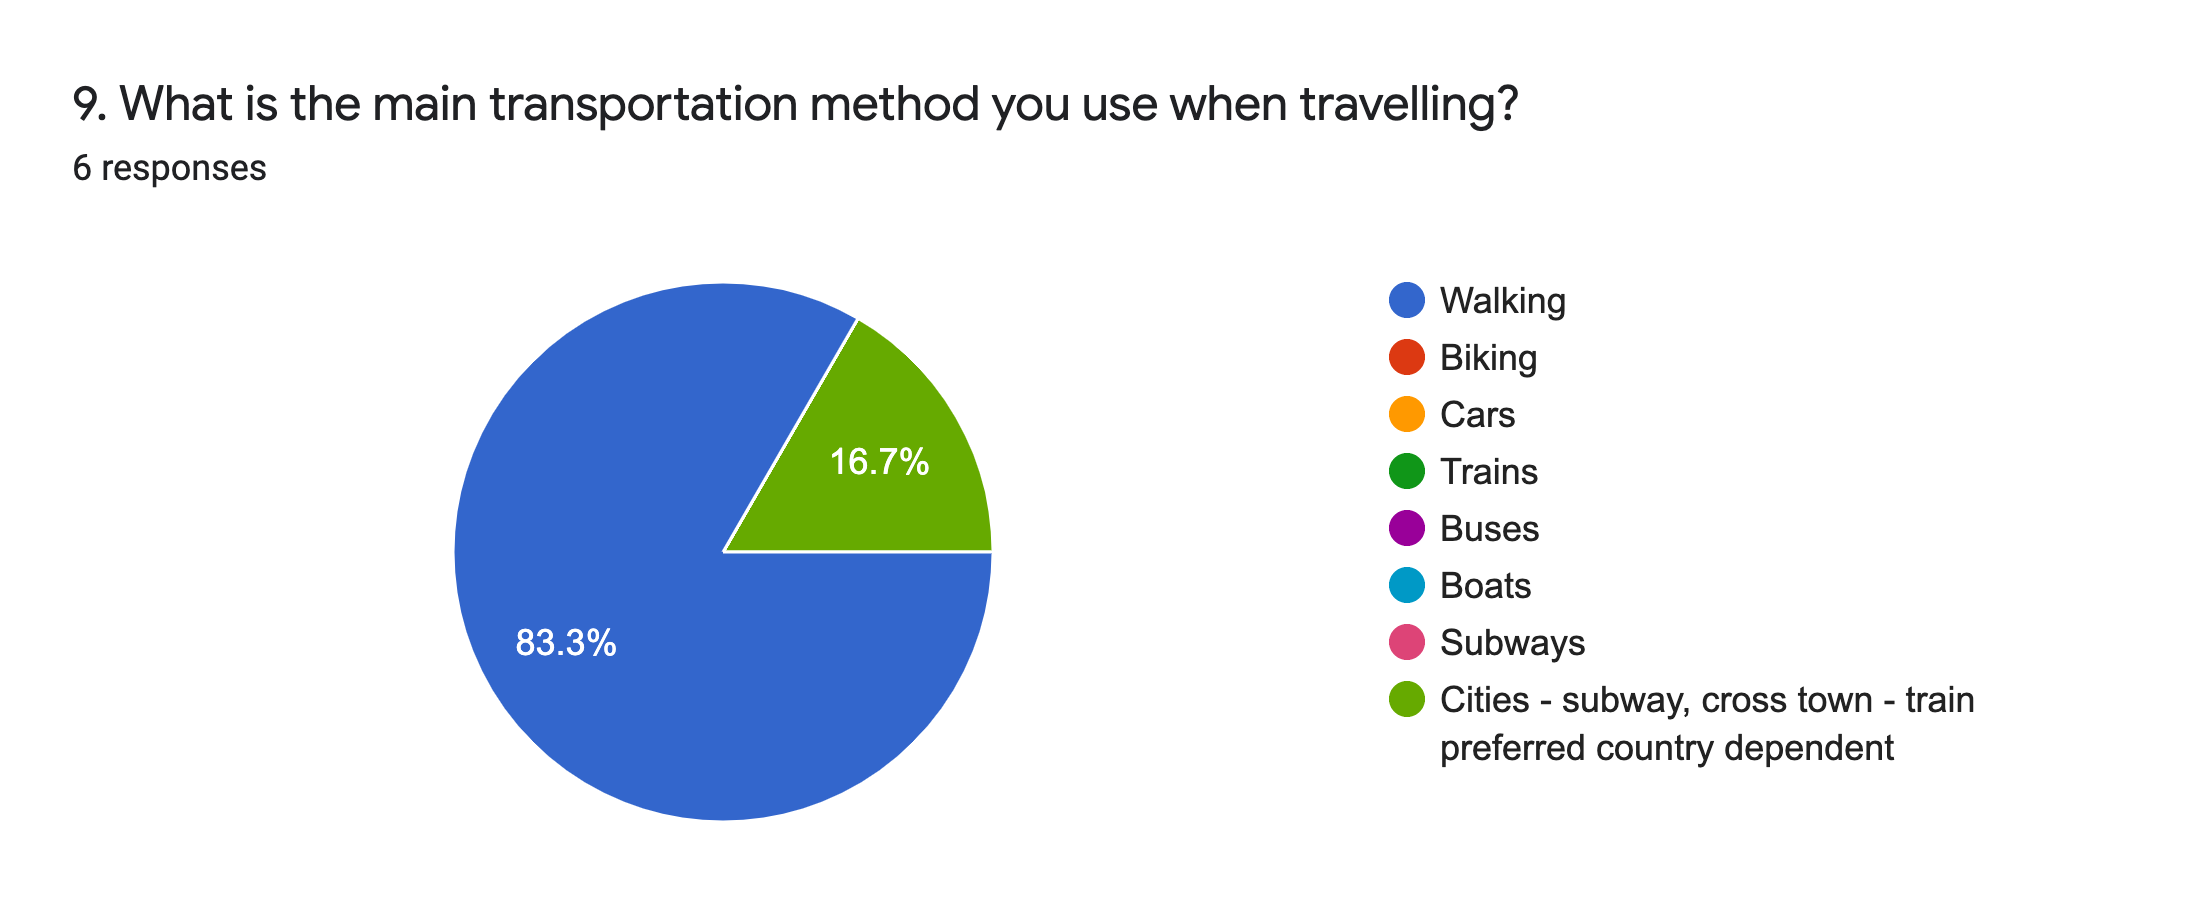 9. What is the main transportation method you use when travelling?
6 responses
16.7%
83.3%
Walking
Biking
Cars
Trains
Buses
Boats
Subways
Cities - subway, cross town - train
preferred country dependent